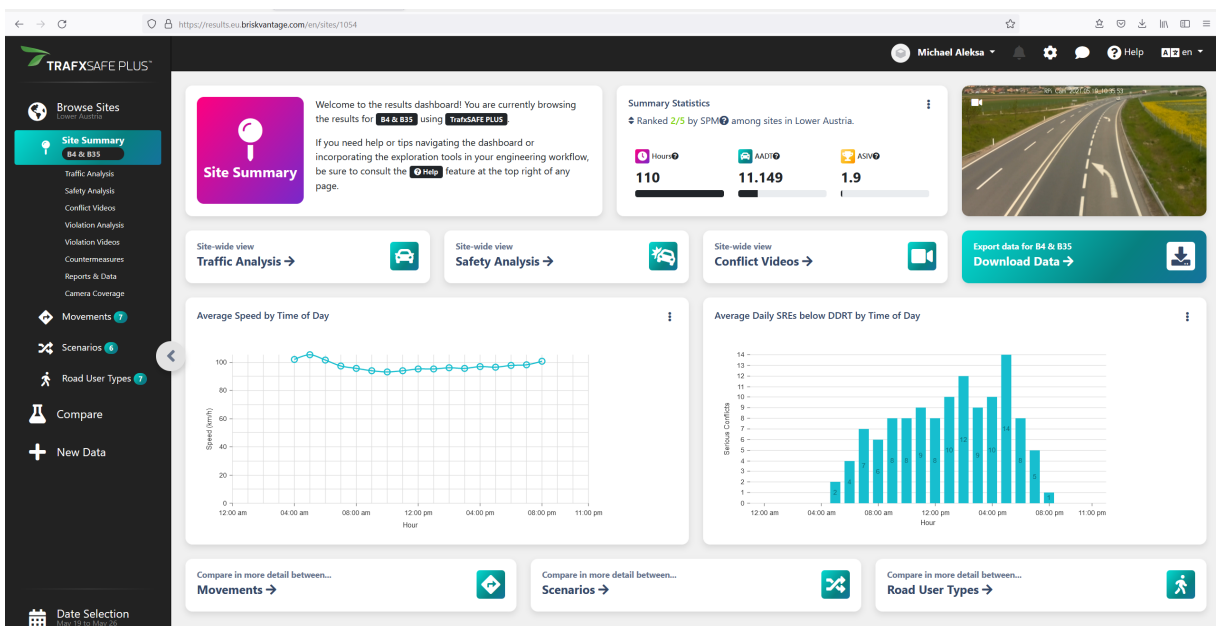 https://results.eu.briskvantage.com/en/sites/1054
TRAFXSAFE PLUS
Michael Aleksa
Help
en
Browse Sites
Lower Austria
Site Summary
B4 & B35
Traffic Analysis
Safety Analysis
Conflict Videos
Violation Analysis
Violation Videos
Countermeasures
Reports & Data
Camera Coverage
Movements 7
Scenarios 6
Road User Types 7
Compare
New Data
Date Selection
May 19 to May 26
Site Summary
Welcome to the results dashboard! You are currently browsing
the results for B4 & B35 using TrafxSAFE PLUS.
If you need help or tips navigating the dashboard or
incorporating the exploration tools in your engineering workflow,
be sure to consult the Help feature at the top right of any
page.
Summary Statistics
Ranked 2/5 by SPM among sites in Lower Austria.
Hours
110
AADT
11.149
ASIV
1.9
Site-wide view
Traffic Analysis →
Site-wide view
Safety Analysis →
Site-wide view
Conflict Videos →
Export data for B4 & B35
Download Data →
Average Speed by Time of Day
Speed (km/h)
100
80
60
40
20
0
12:00 am 04:00 am 08:00 am 12:00 pm 04:00 pm 08:00 pm 11:00 pm
Hour
Average Daily SREs below DDRT by Time of Day
Serious Conflicts
14
13
12
11
10
9
8
7
6
5
4
3
2
1
0
2 4 7 6 8 8 9 8 10 12 9 10 14 8 5 1
12:00 am 04:00 am 08:00 am 12:00 pm 04:00 pm 08:00 pm 11:00 pm
Hour
Compare in more detail between...
Movements →
Compare in more detail between...
Scenarios →
Compare in more detail between...
Road User Types →